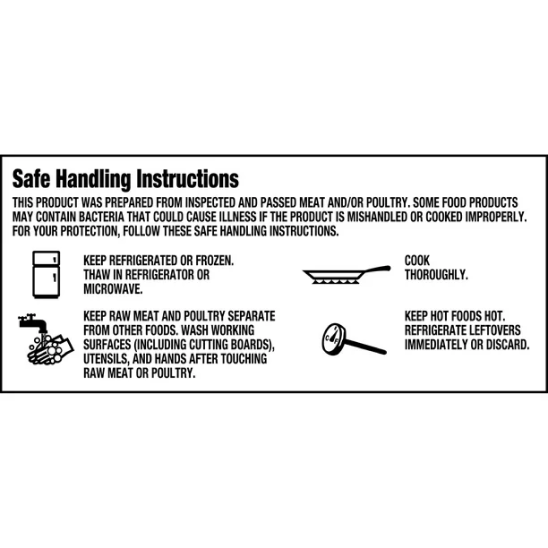 Safe Handling Instructions
THIS PRODUCT WAS PREPARED FROM INSPECTED AND PASSED MEAT AND/OR POULTRY. SOME FOOD PRODUCTS
MAY CONTAIN BACTERIA THAT COULD CAUSE ILLNESS IF THE PRODUCT IS MISHANDLED OR COOKED IMPROPERLY.
FOR YOUR PROTECTION, FOLLOW THESE SAFE HANDLING INSTRUCTIONS.
KEEP REFRIGERATED OR FROZEN.
THAW IN REFRIGERATOR OR
MICROWAVE.
COOK
THOROUGHLY.
KEEP RAW MEAT AND POULTRY SEPARATE
FROM OTHER FOODS. WASH WORKING
SURFACES (INCLUDING CUTTING BOARDS),
UTENSILS, AND HANDS AFTER TOUCHING
RAW MEAT OR POULTRY.
C F
KEEP HOT FOODS HOT.
REFRIGERATE LEFTOVERS
IMMEDIATELY OR DISCARD.